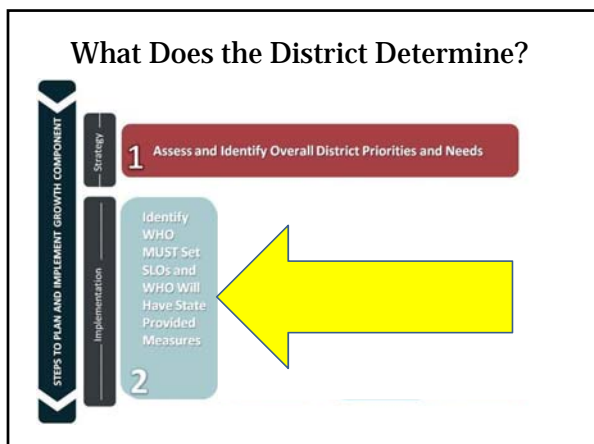 What Does the District Determine?
STEPS TO PLAN AND IMPLEMENT GROWTH COMPONENT
Strategy
1 Assess and Identify Overall District Priorities and Needs
Implementation
Identify
WHO
MUST Set
SLOs and
WHO Will
Have State
Provided
Measures
2